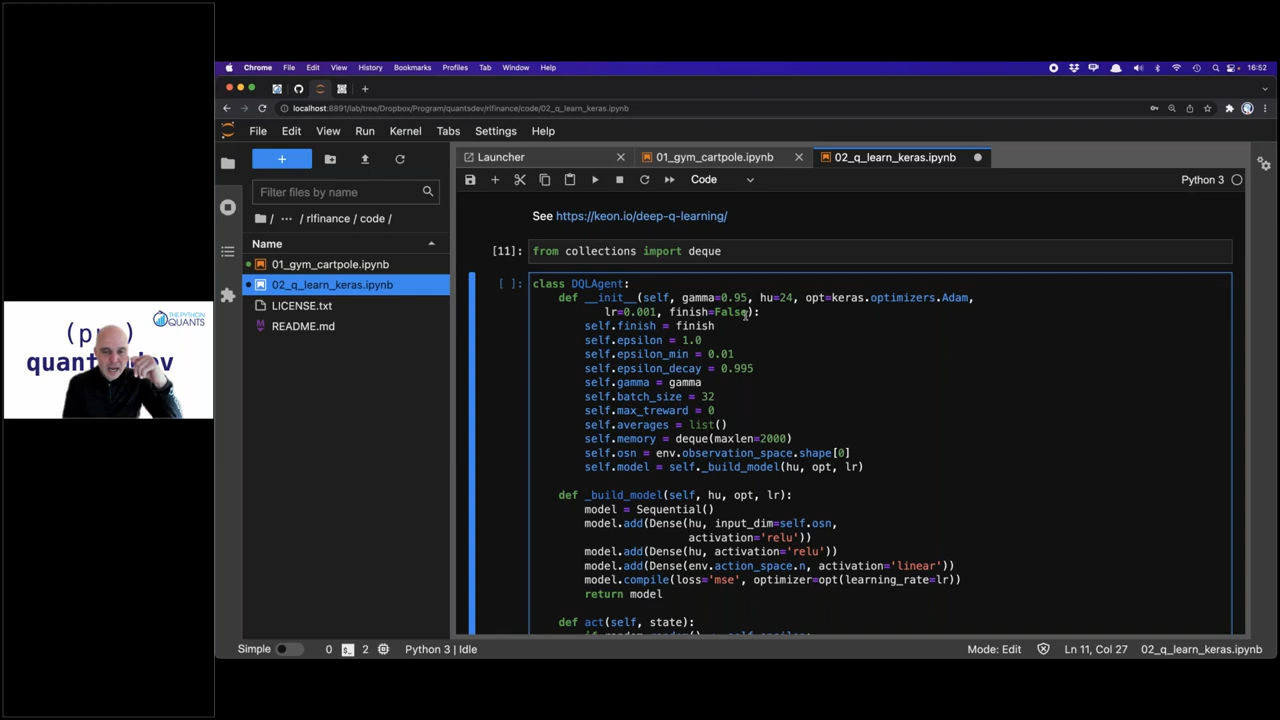 Chrome File Edit View History Bookmarks Profiles Tab Window Help 16:52
localhost:8891/lab/tree/Dropbox/Program/quantsdev/rlfinance/code/02_q_learn_keras.ipynb
File Edit View Run Kernel Tabs Settings Help
+ Launcher 01_gym_cartpole.ipynb 02_q_learn_keras.ipynb
Code Python 3
Filter files by name
/ ··· / rlfinance / code /
Name
01_gym_cartpole.ipynb
02_q_learn_keras.ipynb
LICENSE.txt
README.md
See https://keon.io/deep-q-learning/
[11]: from collections import deque
[ ]: class DQLAgent:
def __init__(self, gamma=0.95, hu=24, opt=keras.optimizers.Adam,
lr=0.001, finish=False):
self.finish = finish
self.epsilon = 1.0
self.epsilon_min = 0.01
self.epsilon_decay = 0.995
self.gamma = gamma
self.batch_size = 32
self.max_treward = 0
self.averages = list()
self.memory = deque(maxlen=2000)
self.osn = env.observation_space.shape[0]
self.model = self._build_model(hu, opt, lr)
def _build_model(self, hu, opt, lr):
model = Sequential()
model.add(Dense(hu, input_dim=self.osn,
activation='relu'))
model.add(Dense(hu, activation='relu'))
model.add(Dense(env.action_space.n, activation='linear'))
model.compile(loss='mse', optimizer=opt(learning_rate=lr))
return model
def act(self, state):
THE PYTHON
QUANTS
Simple 0 2 Python 3 | Idle Mode: Edit Ln 11, Col 27 02_q_learn_keras.ipynb